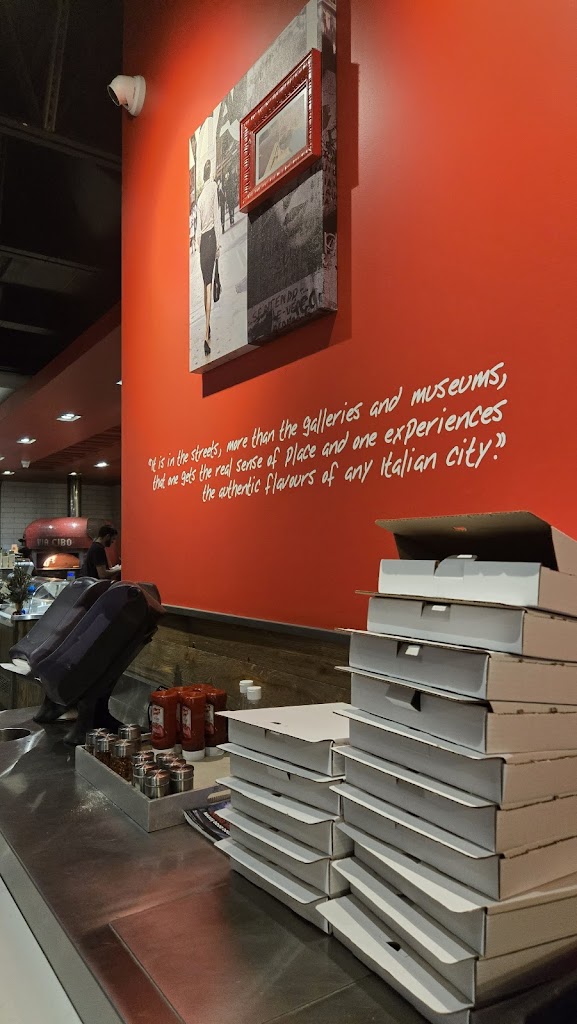 "it is in the streets, more than the galleries and museums,
that one gets the real sense of place and one experiences
the authentic flavours of any Italian city."
RIO CIBO